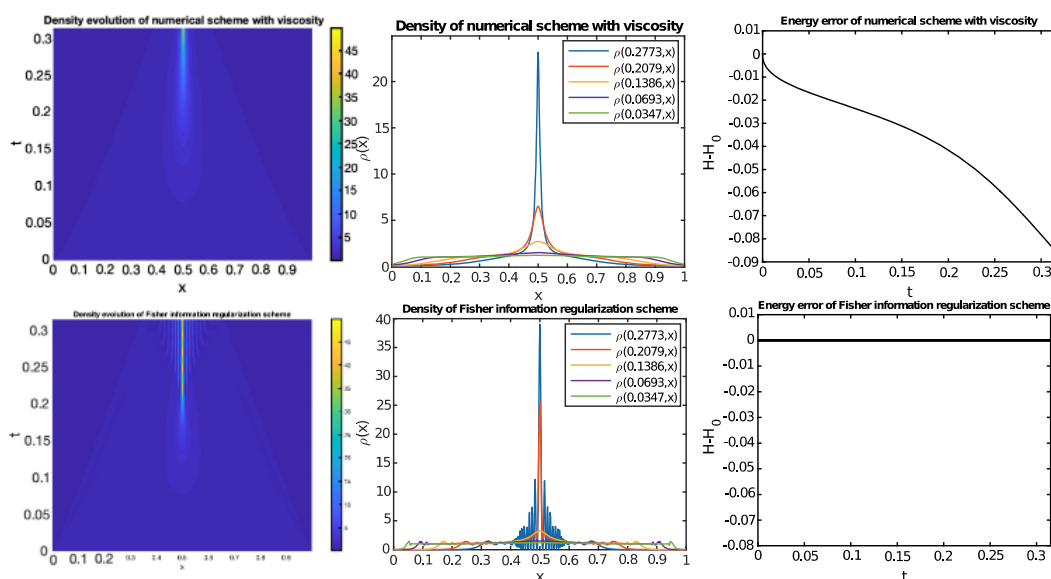 Density evolution of numerical scheme with viscosity
0.3
0.25
0.2
0.15
0.1
0.05
0
t
0 0.1 0.2 0.3 0.4 0.5 0.6 0.7 0.8 0.9
x
45
40
35
30
25
20
15
10
5
Density of numerical scheme with viscosity
ρ(x)
20
15
10
5
0
0 0.1 0.2 0.3 0.4 0.5 0.6 0.7 0.8 0.9 1
x
ρ(0.2773,x)
ρ(0.2079,x)
ρ(0.1386,x)
ρ(0.0693,x)
ρ(0.0347,x)
Energy error of numerical scheme with viscosity
H-H0
0.01
0
-0.01
-0.02
-0.03
-0.04
-0.05
-0.06
-0.07
-0.08
-0.09
0 0.05 0.1 0.15 0.2 0.25 0.3
t
Density evolution of Fisher information regularization scheme
0.3
0.25
0.2
0.15
0.1
0.05
0
t
0 0.1 0.2
x
Density of Fisher information regularization scheme
ρ(x)
40
35
30
25
20
15
10
5
0
0 0.1 0.2 0.3 0.4 0.5 0.6 0.7 0.8 0.9 1
x
ρ(0.2773,x)
ρ(0.2079,x)
ρ(0.1386,x)
ρ(0.0693,x)
ρ(0.0347,x)
Energy error of Fisher information regularization scheme
H-H0
0.01
0
-0.01
-0.02
-0.03
-0.04
-0.05
-0.06
-0.07
-0.08
0 0.05 0.1 0.15 0.2 0.25 0.3
t